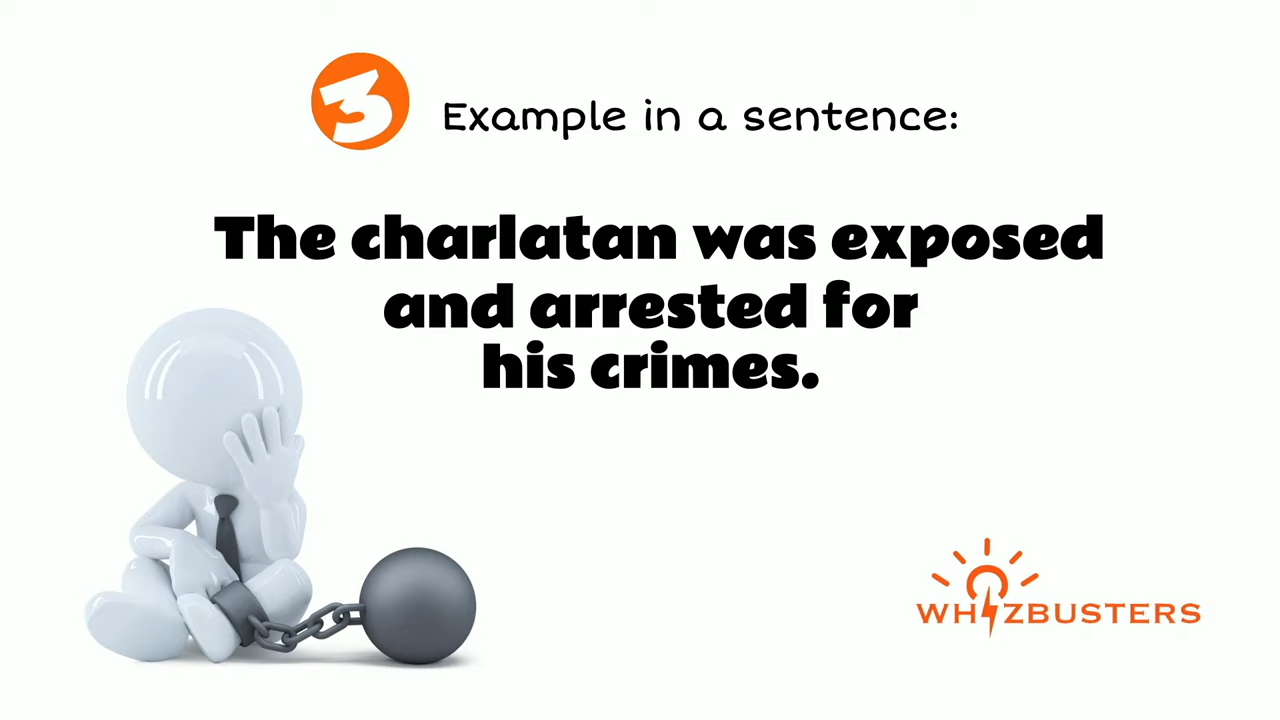 3 Example in a sentence:
The charlatan was exposed
and arrested for
his crimes.
WHIZBUSTERS